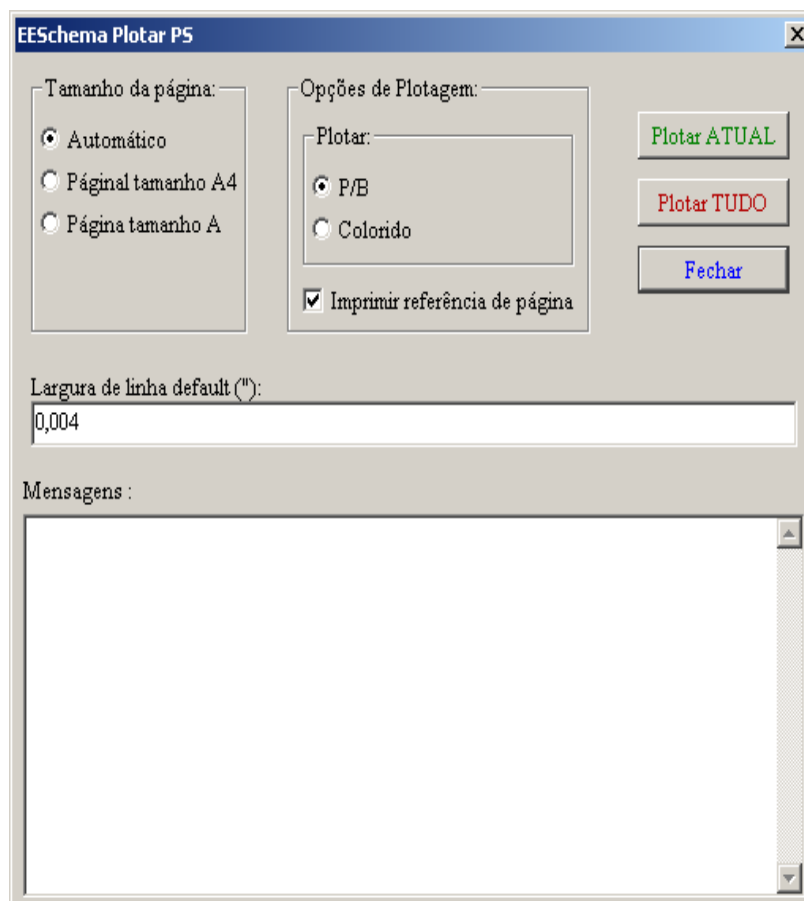 EESchema Plotar PS
Tamanho da página:
Automático
Páginal tamanho A4
Página tamanho A
Opções de Plotagem:
Plotar:
P/B
Colorido
Imprimir referência de página
Plotar ATUAL
Plotar TUDO
Fechar
Largura de linha default ("):
0,004
Mensagens :